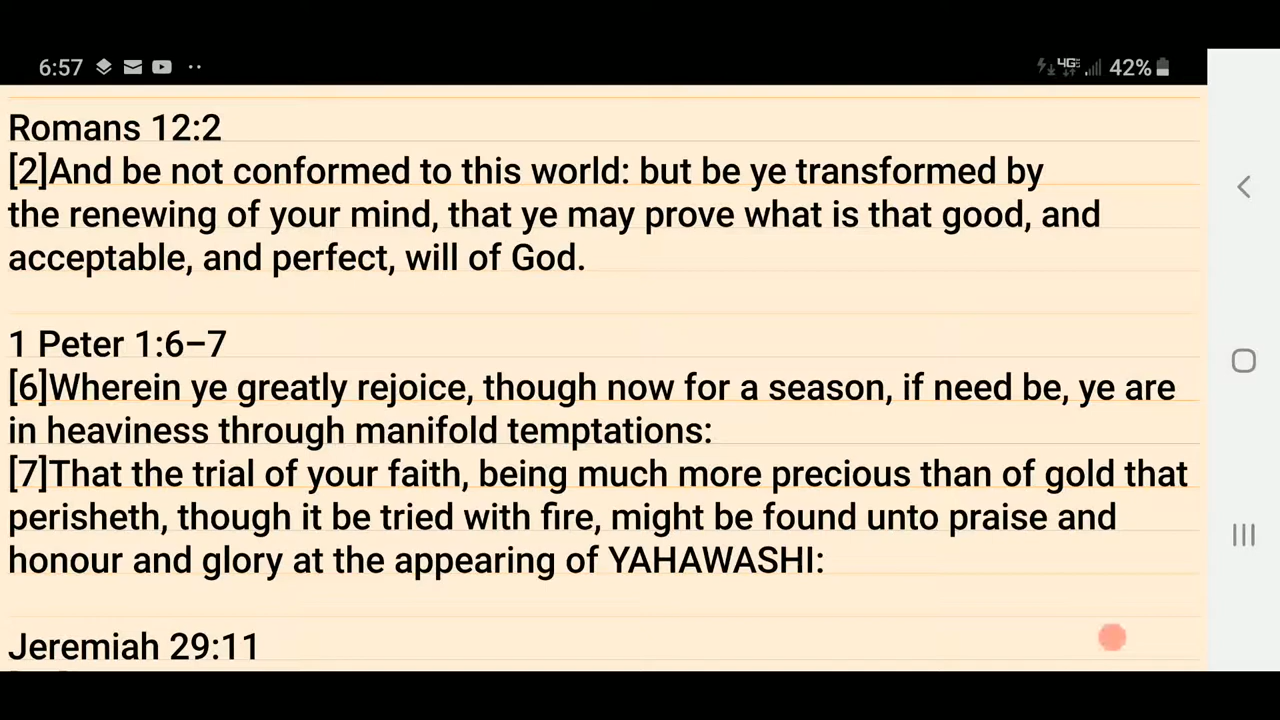 6:57
4GE 42%
Romans 12:2
[2]And be not conformed to this world: but be ye transformed by
the renewing of your mind, that ye may prove what is that good, and
acceptable, and perfect, will of God.
1 Peter 1:6–7
[6]Wherein ye greatly rejoice, though now for a season, if need be, ye are
in heaviness through manifold temptations:
[7]That the trial of your faith, being much more precious than of gold that
perisheth, though it be tried with fire, might be found unto praise and
honour and glory at the appearing of YAHAWASHI:
Jeremiah 29:11